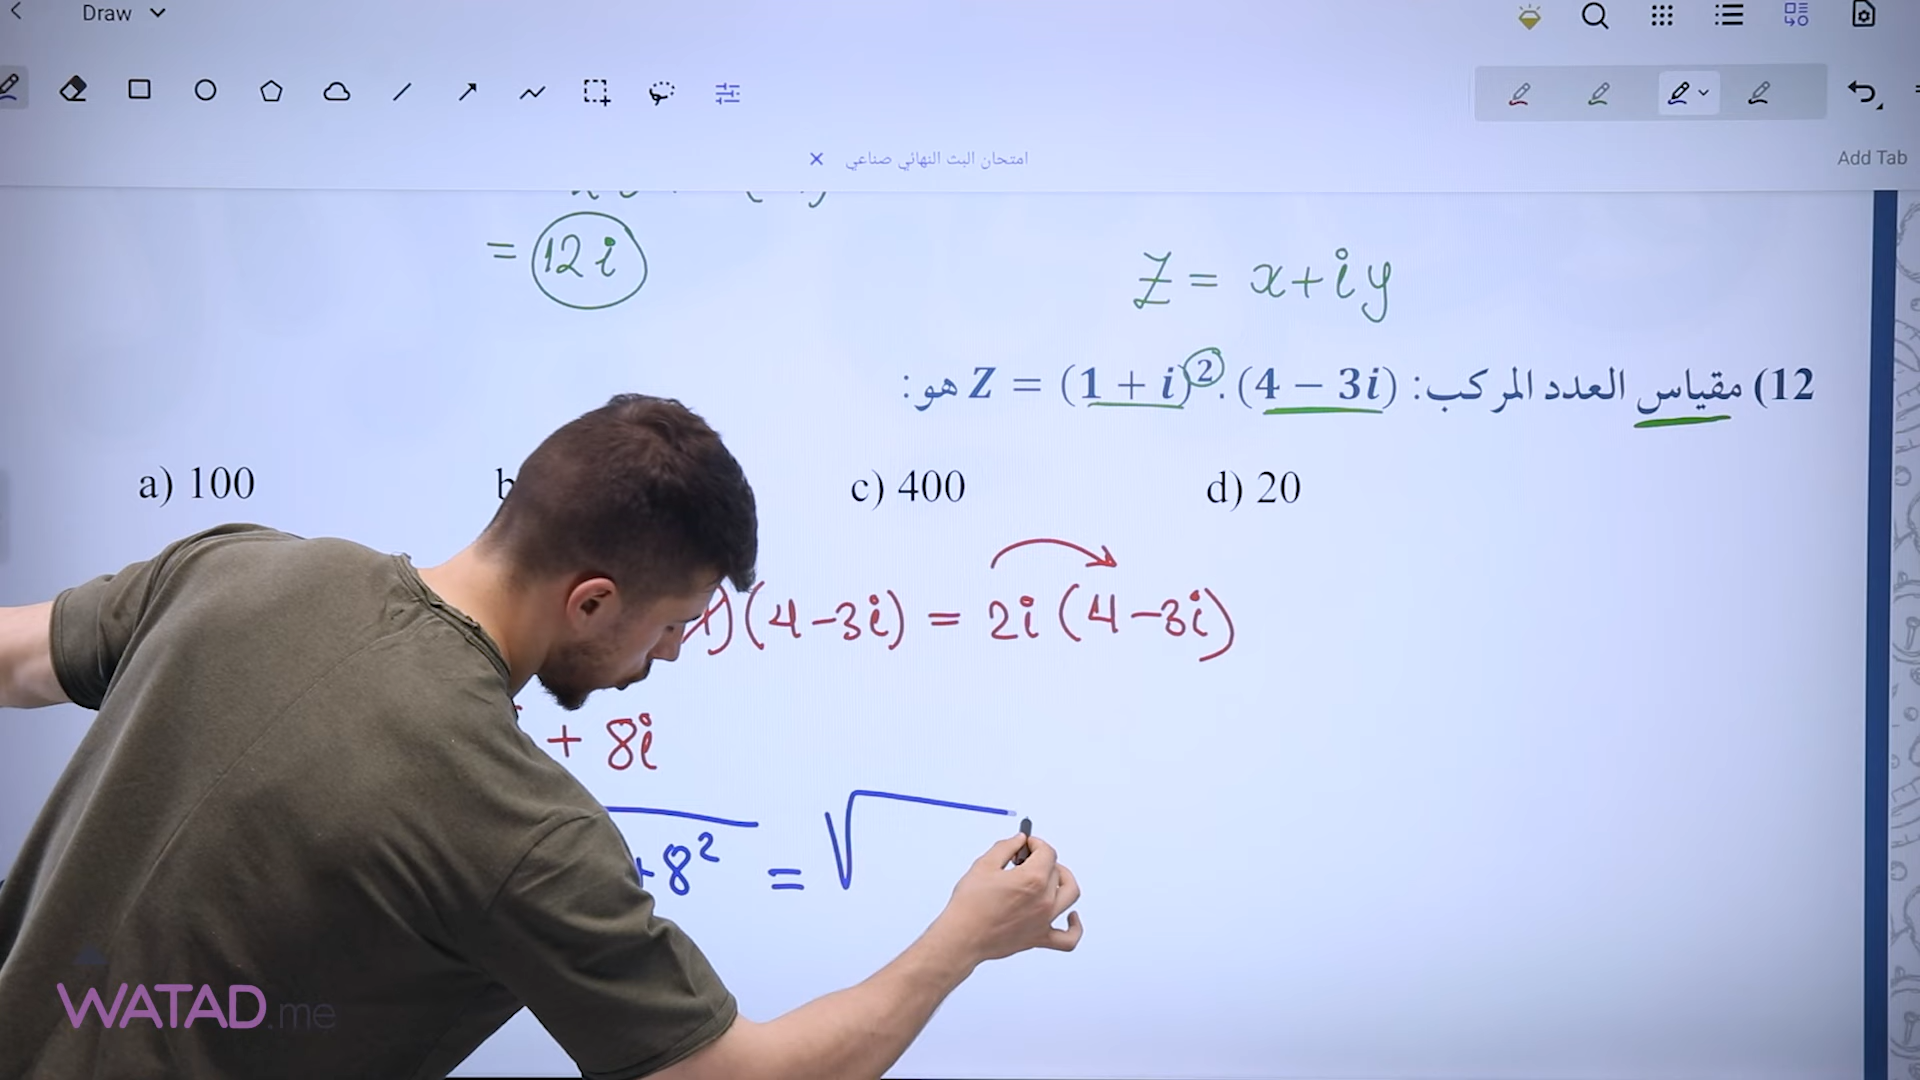 Draw
امتحان البث النهائي صناعي
Add Tab
= 12i
Z = x+iy
12) مقياس العدد المركب: Z = (1 + i)². (4 − 3i) هو:
a) 100
c) 400
d) 20
(4-3i) = 2i (4-3i)
+ 8i
+8² = √
WATAD.me